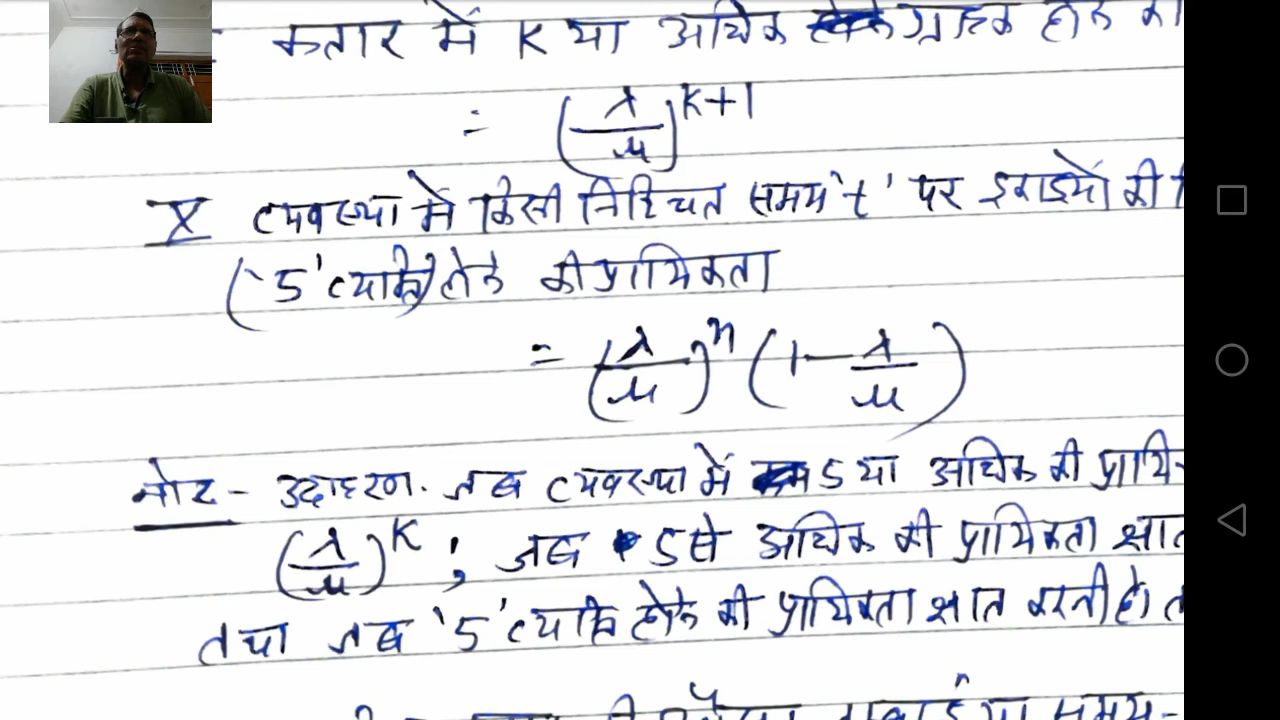 कतार में K या अधिक ग्राहक होने का
= (λ/μ)^K+1
X व्यवस्था में किसी निश्चित समय 't' पर इकाइयों की
('5' व्यक्ति) होने की प्रायिकता
= (λ/μ)^n (1 - λ/μ)
नोट - उदाहरण. जब व्यवस्था में 5 या अधिक की प्रायि-
(λ/μ)^K ; जब 5 से अधिक की प्रायिकता ज्ञात
तथा जब '5' व्यक्ति होने की प्रायिकता ज्ञात करनी हो